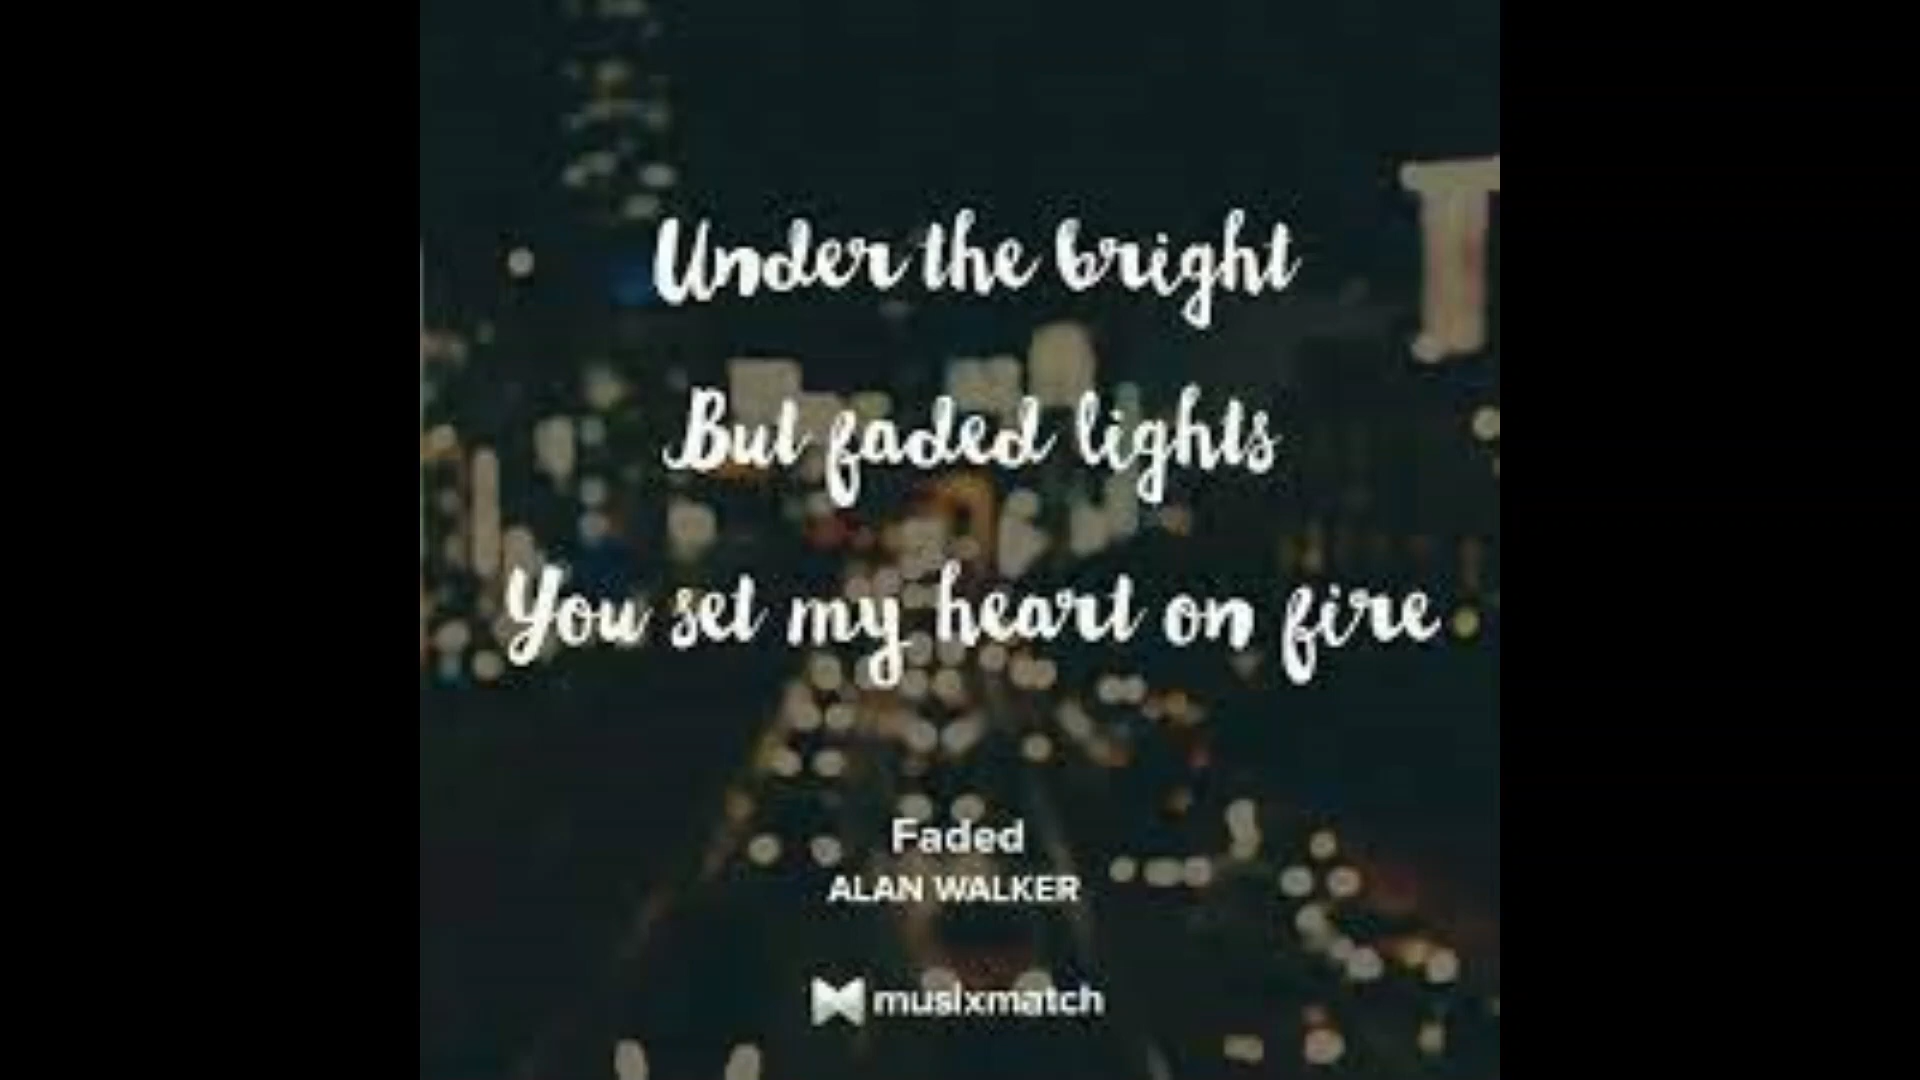 Under the bright
But faded lights
You set my heart on fire
Faded
ALAN WALKER
musixmatch